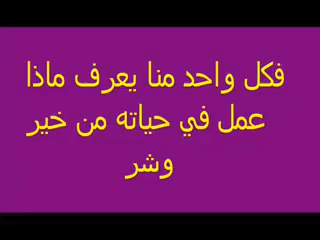 فكل واحد منا يعرف ماذا
عمل في حياته من خير
وشر